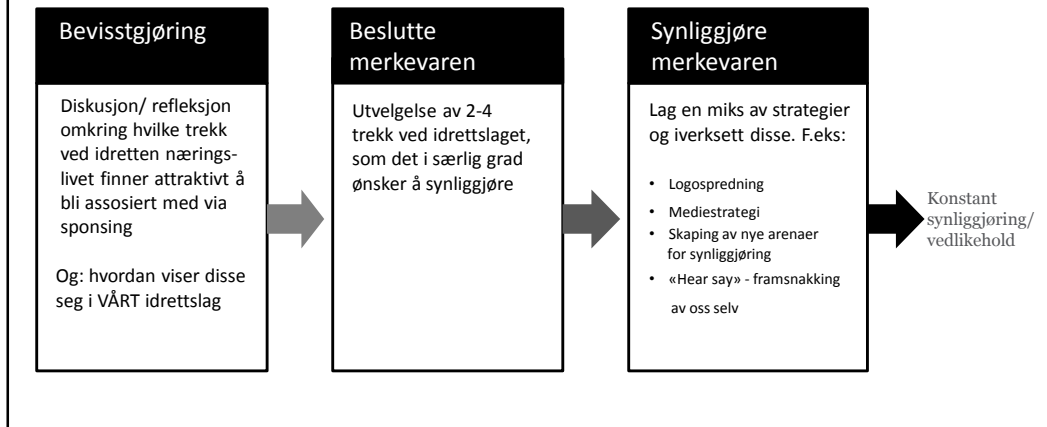 Bevisstgjøring
Diskusjon/ refleksjon
omkring hvilke trekk
ved idretten nærings-
livet finner attraktivt å
bli assosiert med via
sponsing
Og: hvordan viser disse
seg i VÅRT idrettslag
Beslutte
merkevaren
Utvelgelse av 2-4
trekk ved idrettslaget,
som det i særlig grad
ønsker å synliggjøre
Synliggjøre
merkevaren
Lag en miks av strategier
og iverksett disse. F.eks:
• Logospredning
• Mediestrategi
• Skaping av nye arenaer
for synliggjøring
• «Hear say» - framsnakking
av oss selv
Konstant
synliggjøring/
vedlikehold